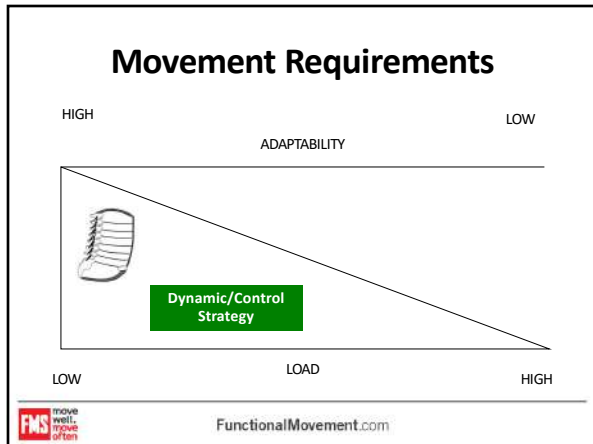 Movement Requirements
HIGH
LOW
ADAPTABILITY
Dynamic/Control
Strategy
LOAD
LOW
HIGH
FMS
move
well.
move
often
FunctionalMovement.com